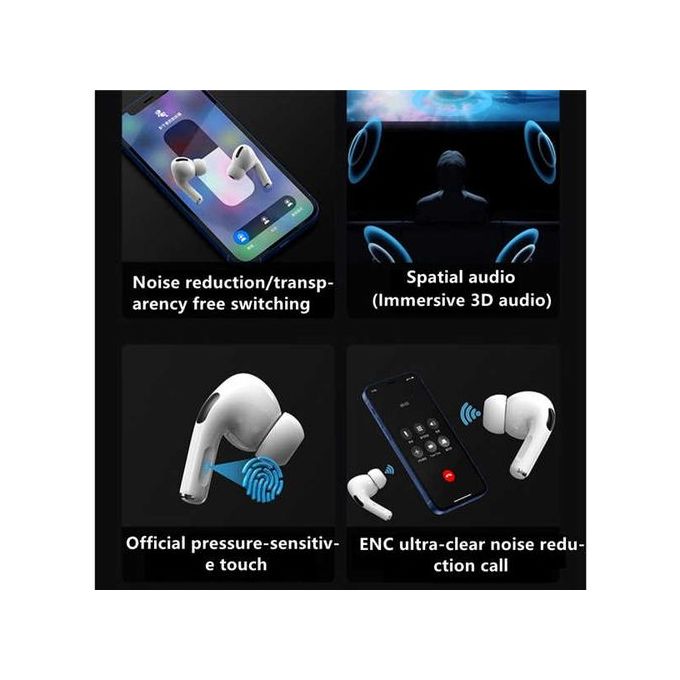 Noise reduction/transp-
arency free switching
Spatial audio
(Immersive 3D audio)
Official pressure-sensitiv-
e touch
ENC ultra-clear noise redu-
ction call